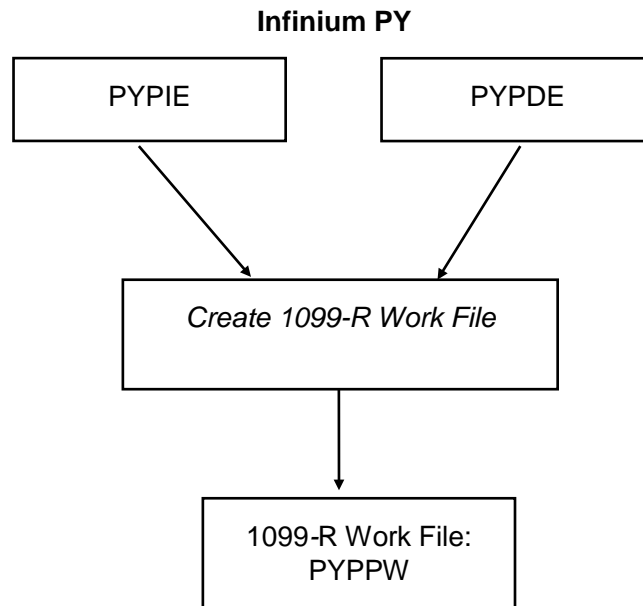 Infinium PY
PYPIE
PYPDE
Create 1099-R Work File
1099-R Work File:
PYPPW